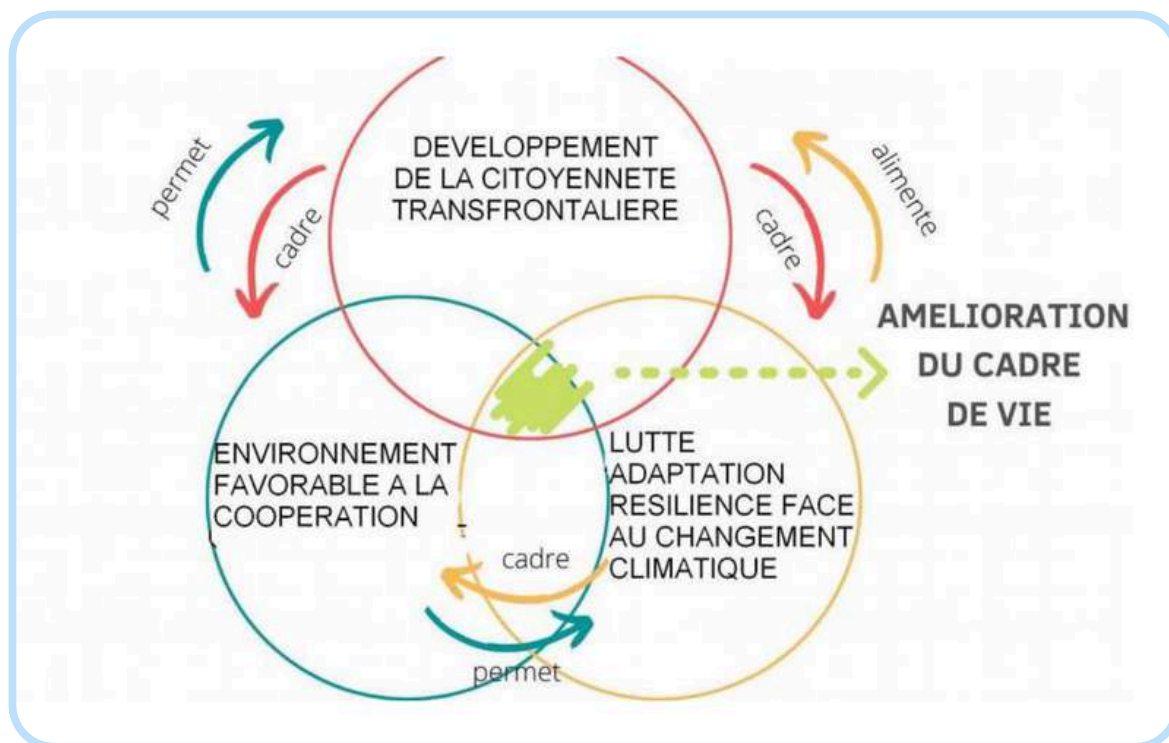 DEVELOPPEMENT
DE LA CITOYENNETE
TRANSFRONTALIERE
permet
cadre
cadre
alimente
AMELIORATION
DU CADRE
DE VIE
ENVIRONNEMENT
FAVORABLE A LA
COOPERATION
LUTTE
ADAPTATION
RESILIENCE FACE
AU CHANGEMENT
CLIMATIQUE
cadre
permet